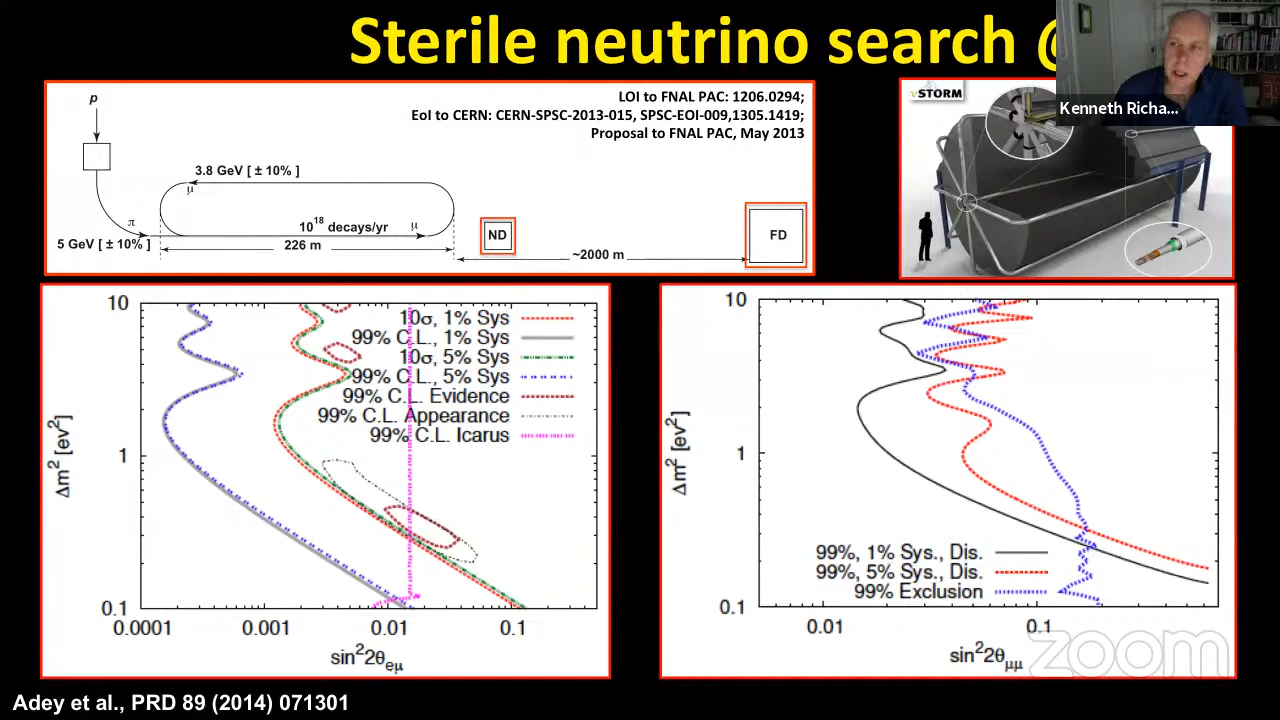 Sterile neutrino search @
Kenneth Richa...
LOI to FNAL PAC: 1206.0294;
EoI to CERN: CERN-SPSC-2013-015, SPSC-EOI-009,1305.1419;
Proposal to FNAL PAC, May 2013
p
3.8 GeV [ ± 10% ]
μ
π
10^18 decays/yr
μ
5 GeV [ ± 10%]
226 m
ND
~2000 m
FD
νSTORM
10
1
0.1
Δm² [ev²]
10σ, 1% Sys
99% C.L., 1% Sys
10σ, 5% Sys
99% C.L., 5% Sys
99% C.L. Evidence
99% C.L. Appearance
99% C.L. Icarus
0.0001
0.001
0.01
0.1
sin²2θeμ
10
1
0.1
Δm² [ev²]
99%, 1% Sys., Dis.
99%, 5% Sys., Dis.
99% Exclusion
0.01
0.1
sin²2θμμ
zoom
Adey et al., PRD 89 (2014) 071301